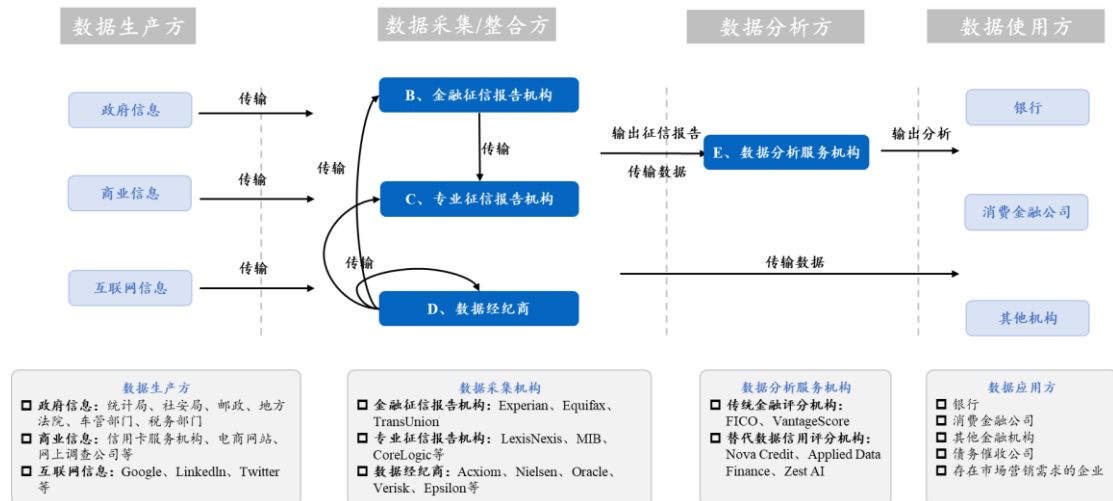 数据生产方
数据采集/整合方
数据分析方
数据使用方
政府信息
传输
商业信息
传输
互联网信息
传输
B、金融征信报告机构
传输
传输
C、专业征信报告机构
传输
D、数据经纪商
输出征信报告
传输数据
E、数据分析服务机构
输出分析
传输数据
银行
消费金融公司
其他机构
数据生产方
政府信息：统计局、社安局、邮政、地方
法院、车管部门、税务部门
商业信息：信用卡服务机构、电商网站、
网上调查公司等
互联网信息：Google、LinkedIn、Twitter
等
数据采集机构
金融征信报告机构：Experian、Equifax、
TransUnion
专业征信报告机构：LexisNexis、MIB、
CoreLogic等
数据经纪商：Acxiom、Nielsen、Oracle、
Verisk、Epsilon等
数据分析服务机构
传统金融评分机构：
FICO、VantageScore
替代数据信用评分机构：
Nova Credit、Applied Data
Finance、Zest AI
数据应用方
银行
消费金融公司
其他金融机构
债务催收公司
存在市场营销需求的企业